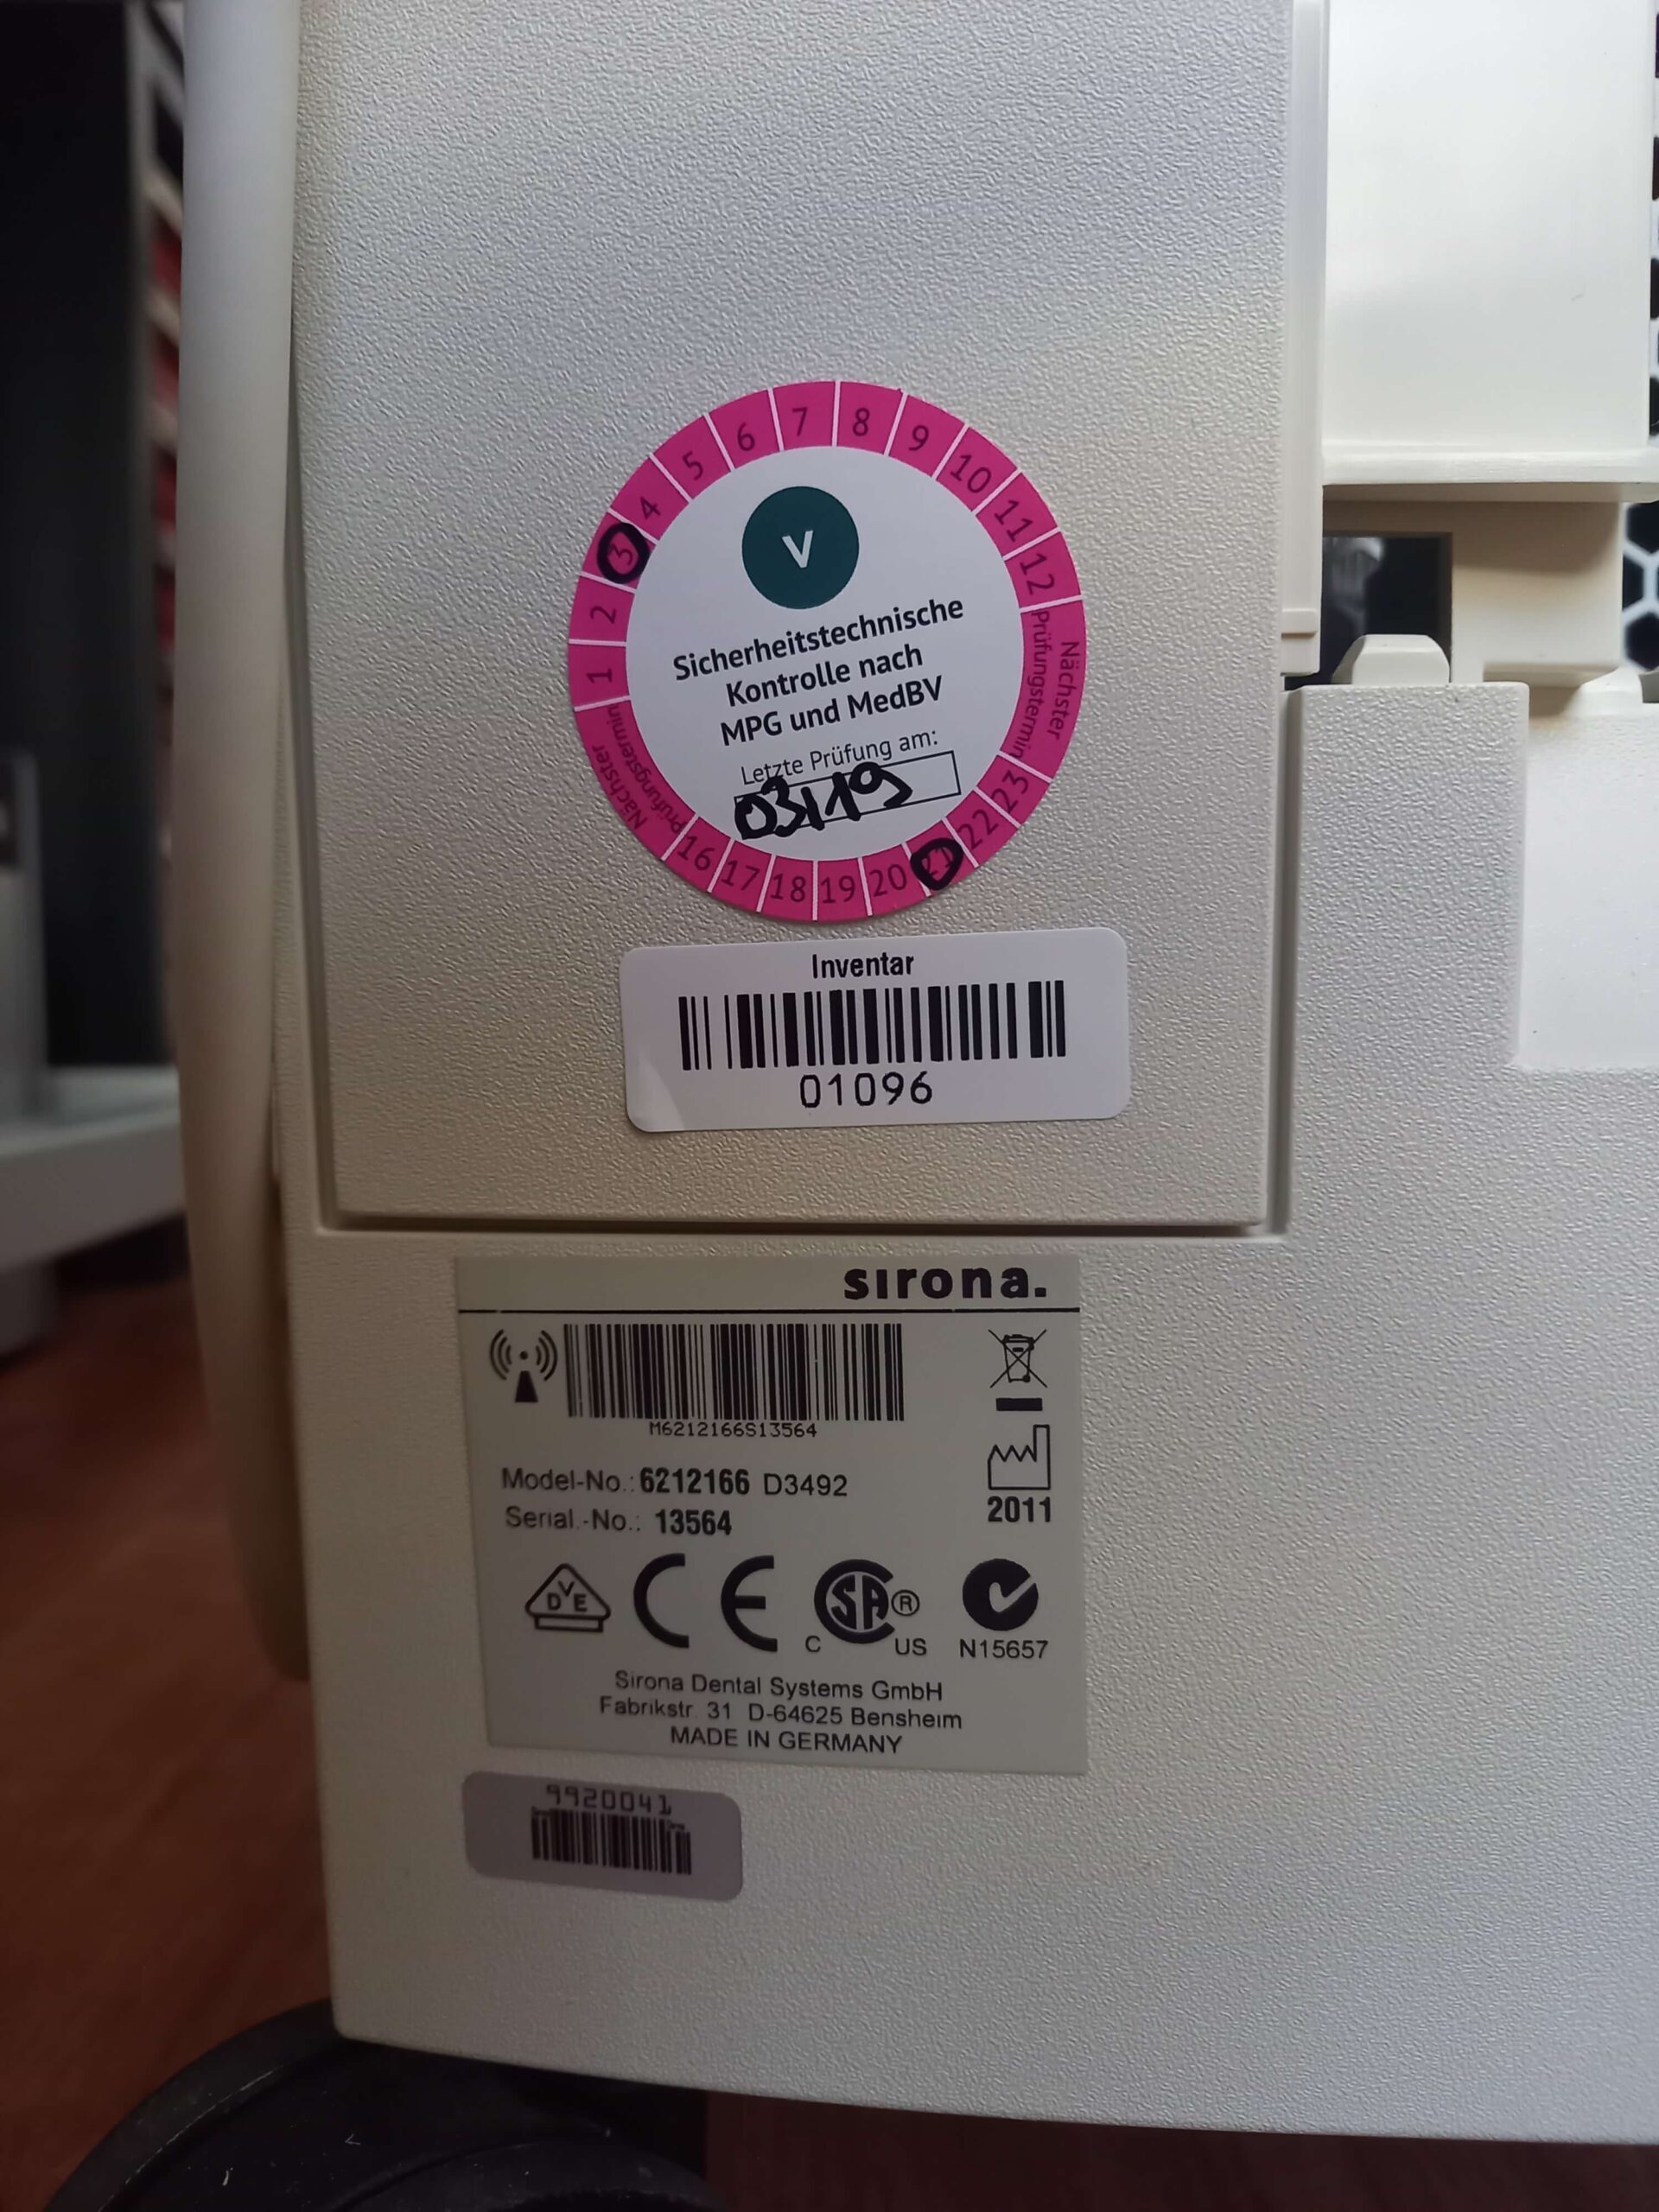 1 2 3 4 5 6 7 8 9 10 11 12
Nächster
Prüfungstermin
V
Sicherheitstechnische
Kontrolle nach
MPG und MedBV
Letzte Prüfung am:
03/19
Nächster
Prüfungstermin
16 17 18 19 20 21 22 23
Inventar
01096
sirona.
M6212166S13564
Model-No.: 6212166 D3492
Serial.-No.: 13564
2011
DVE
CE
CSA®
C US
N15657
Sirona Dental Systems GmbH
Fabrikstr. 31 D-64625 Bensheim
MADE IN GERMANY
9920041